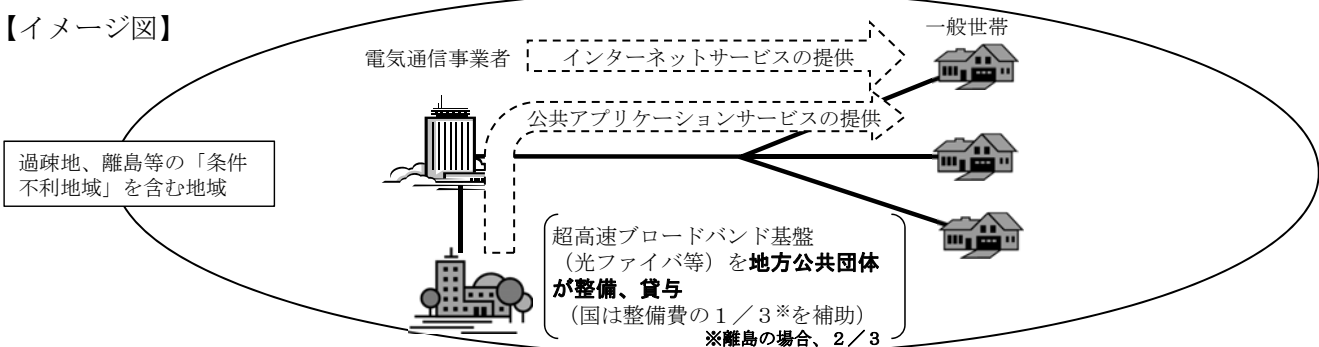 【イメージ図】
一般世帯
電気通信事業者
インターネットサービスの提供
公共アプリケーションサービスの提供
過疎地、離島等の「条件
不利地域」を含む地域
超高速ブロードバンド基盤
（光ファイバ等）を地方公共団体
が整備、貸与
（国は整備費の１／３※を補助）
※離島の場合、２／３